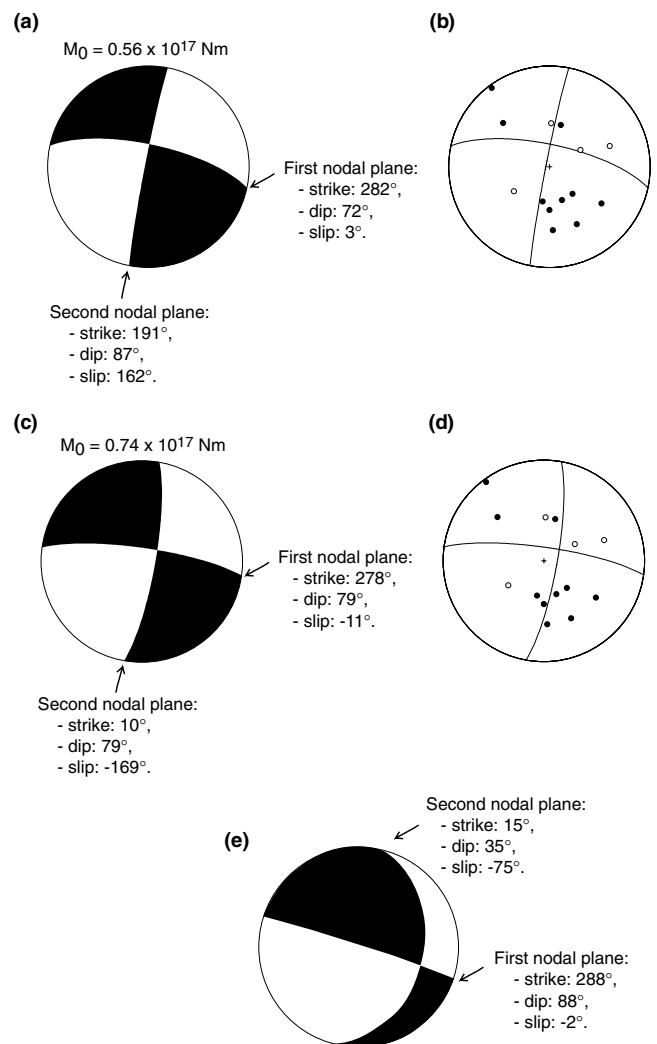 (a)
M0 = 0.56 x 10^17 Nm
(b)
First nodal plane:
- strike: 282°,
- dip: 72°,
- slip: 3°.
Second nodal plane:
- strike: 191°,
- dip: 87°,
- slip: 162°.
(c)
M0 = 0.74 x 10^17 Nm
(d)
First nodal plane:
- strike: 278°,
- dip: 79°,
- slip: -11°.
Second nodal plane:
- strike: 10°,
- dip: 79°,
- slip: -169°.
Second nodal plane:
- strike: 15°,
- dip: 35°,
- slip: -75°.
(e)
First nodal plane:
- strike: 288°,
- dip: 88°,
- slip: -2°.